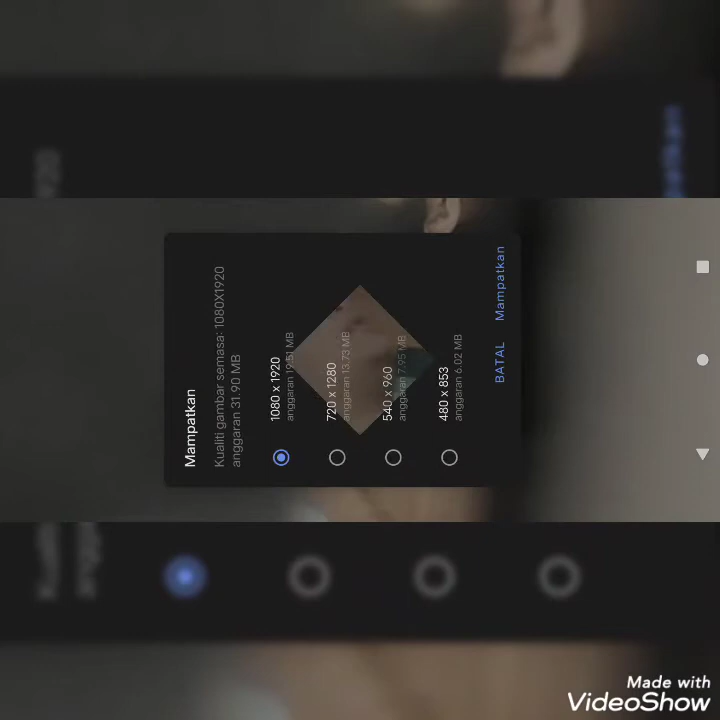 Mampatkan
Kualiti gambar semasa: 1080X1920
anggaran 31.90 MB
1080 x 1920
anggaran 19.51 MB
720 x 1280
anggaran 13.73 MB
540 x 960
anggaran 7.95 MB
480 x 853
anggaran 6.02 MB
BATAL Mampatkan
Made with
VideoShow